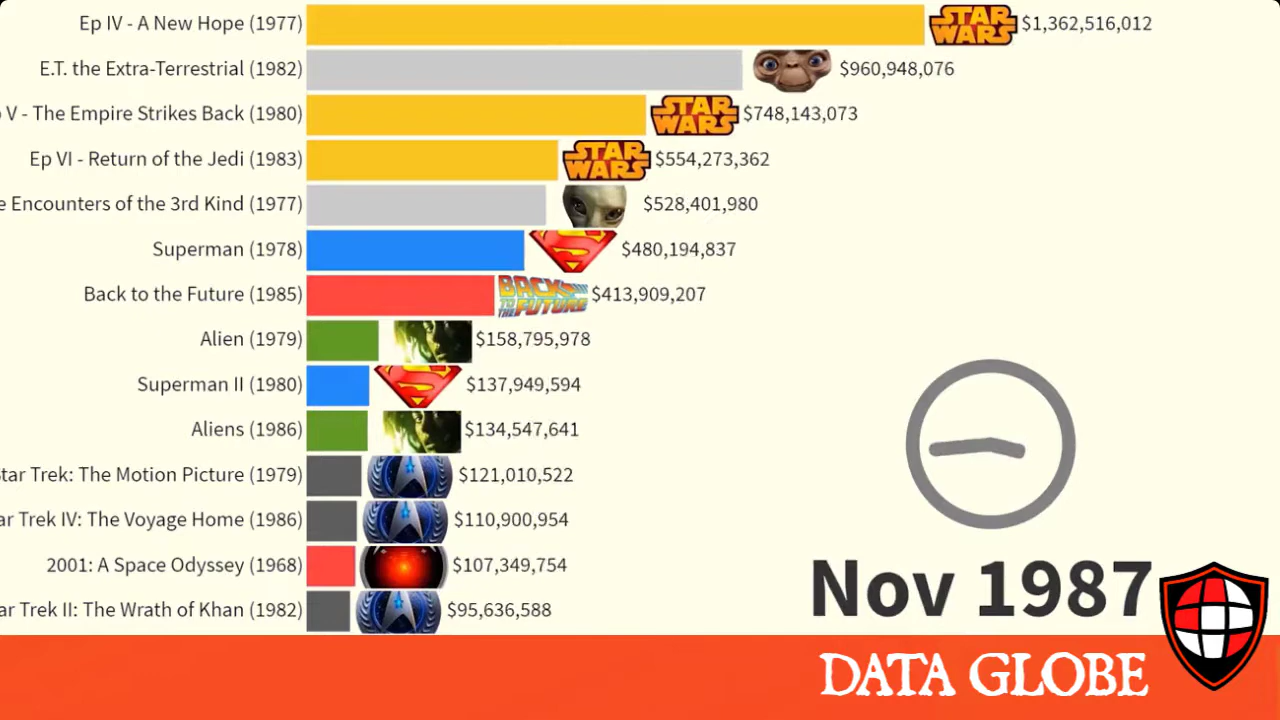 Ep IV - A New Hope (1977) STAR WARS $1,362,516,012
E.T. the Extra-Terrestrial (1982) $960,948,076
V - The Empire Strikes Back (1980) STAR WARS $748,143,073
Ep VI - Return of the Jedi (1983) STAR WARS $554,273,362
e Encounters of the 3rd Kind (1977) $528,401,980
Superman (1978) S $480,194,837
Back to the Future (1985) BACK TO THE FUTURE $413,909,207
Alien (1979) $158,795,978
Superman II (1980) S $137,949,594
Aliens (1986) $134,547,641
Star Trek: The Motion Picture (1979) $121,010,522
ar Trek IV: The Voyage Home (1986) $110,900,954
2001: A Space Odyssey (1968) $107,349,754
ar Trek II: The Wrath of Khan (1982) $95,636,588
Nov 1987
DATA GLOBE